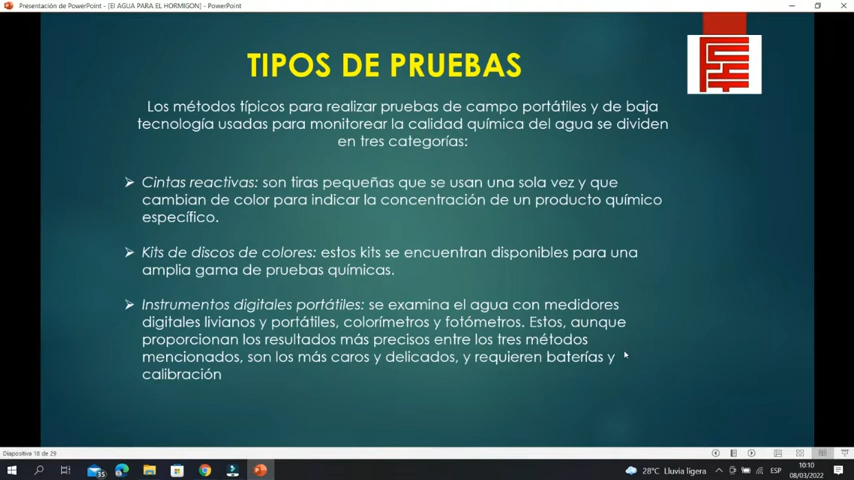 Presentación de PowerPoint - [El AGUA PARA EL HORMIGON] - PowerPoint
TIPOS DE PRUEBAS
Los métodos típicos para realizar pruebas de campo portátiles y de baja
tecnología usadas para monitorear la calidad química del agua se dividen
en tres categorías:
Cintas reactivas: son tiras pequeñas que se usan una sola vez y que
cambian de color para indicar la concentración de un producto químico
específico.
Kits de discos de colores: estos kits se encuentran disponibles para una
amplia gama de pruebas químicas.
Instrumentos digitales portátiles: se examina el agua con medidores
digitales livianos y portátiles, colorímetros y fotómetros. Estos, aunque
proporcionan los resultados más precisos entre los tres métodos
mencionados, son los más caros y delicados, y requieren baterías y
calibración
Diapositiva 18 de 29
35
28°C Lluvia ligera
ESP
10:10
08/03/2022